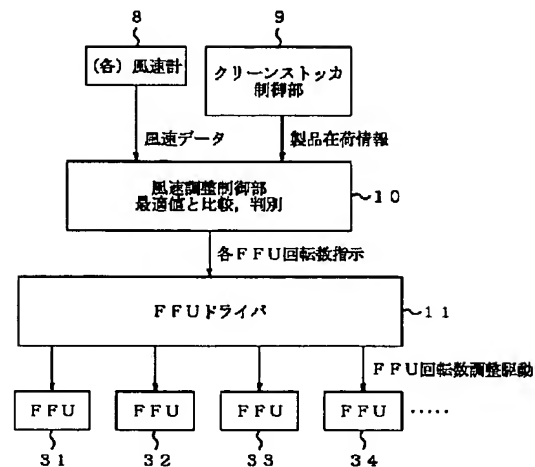 ８ ９
(各)風速計
クリーンストッカ
制御部
風速データ 製品在荷情報
風速調整制御部
最適値と比較，判別
１０
各ＦＦＵ回転数指示
ＦＦＵドライバ
１１
ＦＦＵ回転数調整駆動
ＦＦＵ ＦＦＵ ＦＦＵ ＦＦＵ ・・・・・
３１ ３２ ３３ ３４